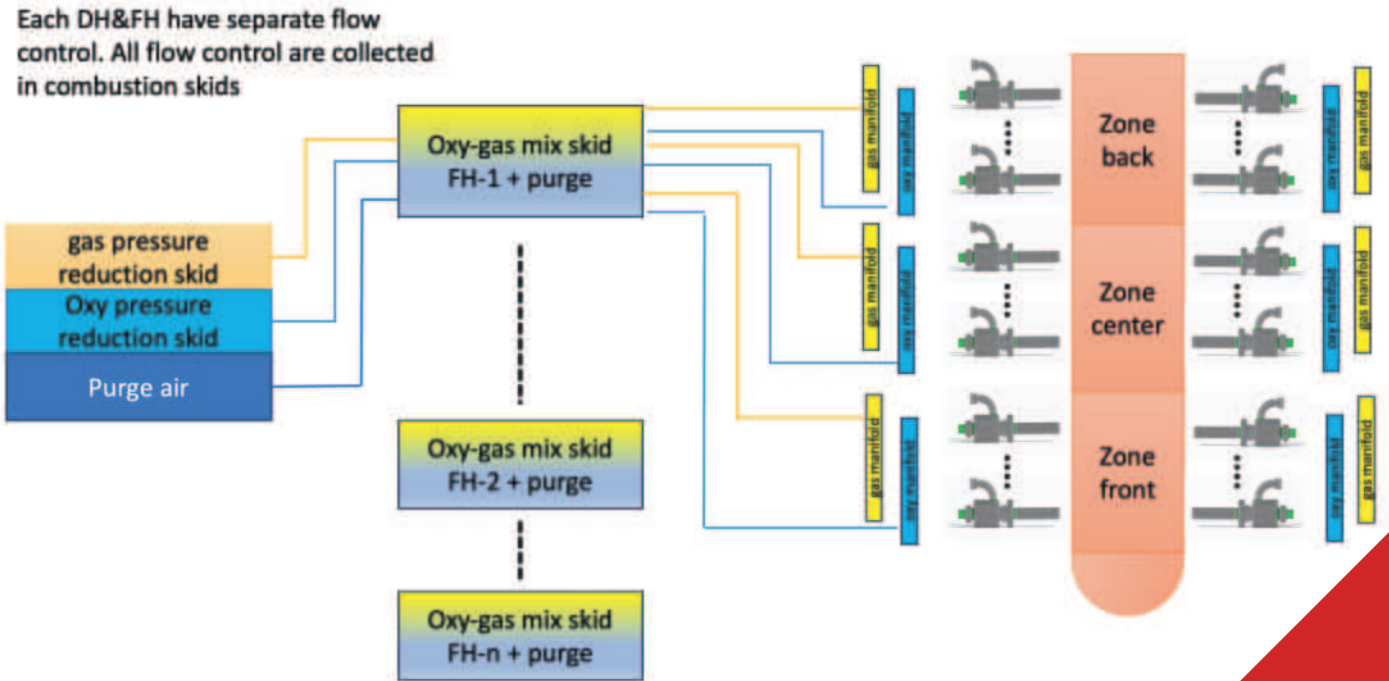 Each DH&FH have separate flow
control. All flow control are collected
in combustion skids
gas pressure
reduction skid
Oxy pressure
reduction skid
Purge air
Oxy-gas mix skid
FH-1 + purge
Oxy-gas mix skid
FH-2 + purge
Oxy-gas mix skid
FH-n + purge
gas manifold
oxy manifold
gas manifold
oxy manifold
gas manifold
oxy manifold
Zone
back
Zone
center
Zone
front
oxy manifold
gas manifold
oxy manifold
gas manifold
oxy manifold
gas manifold